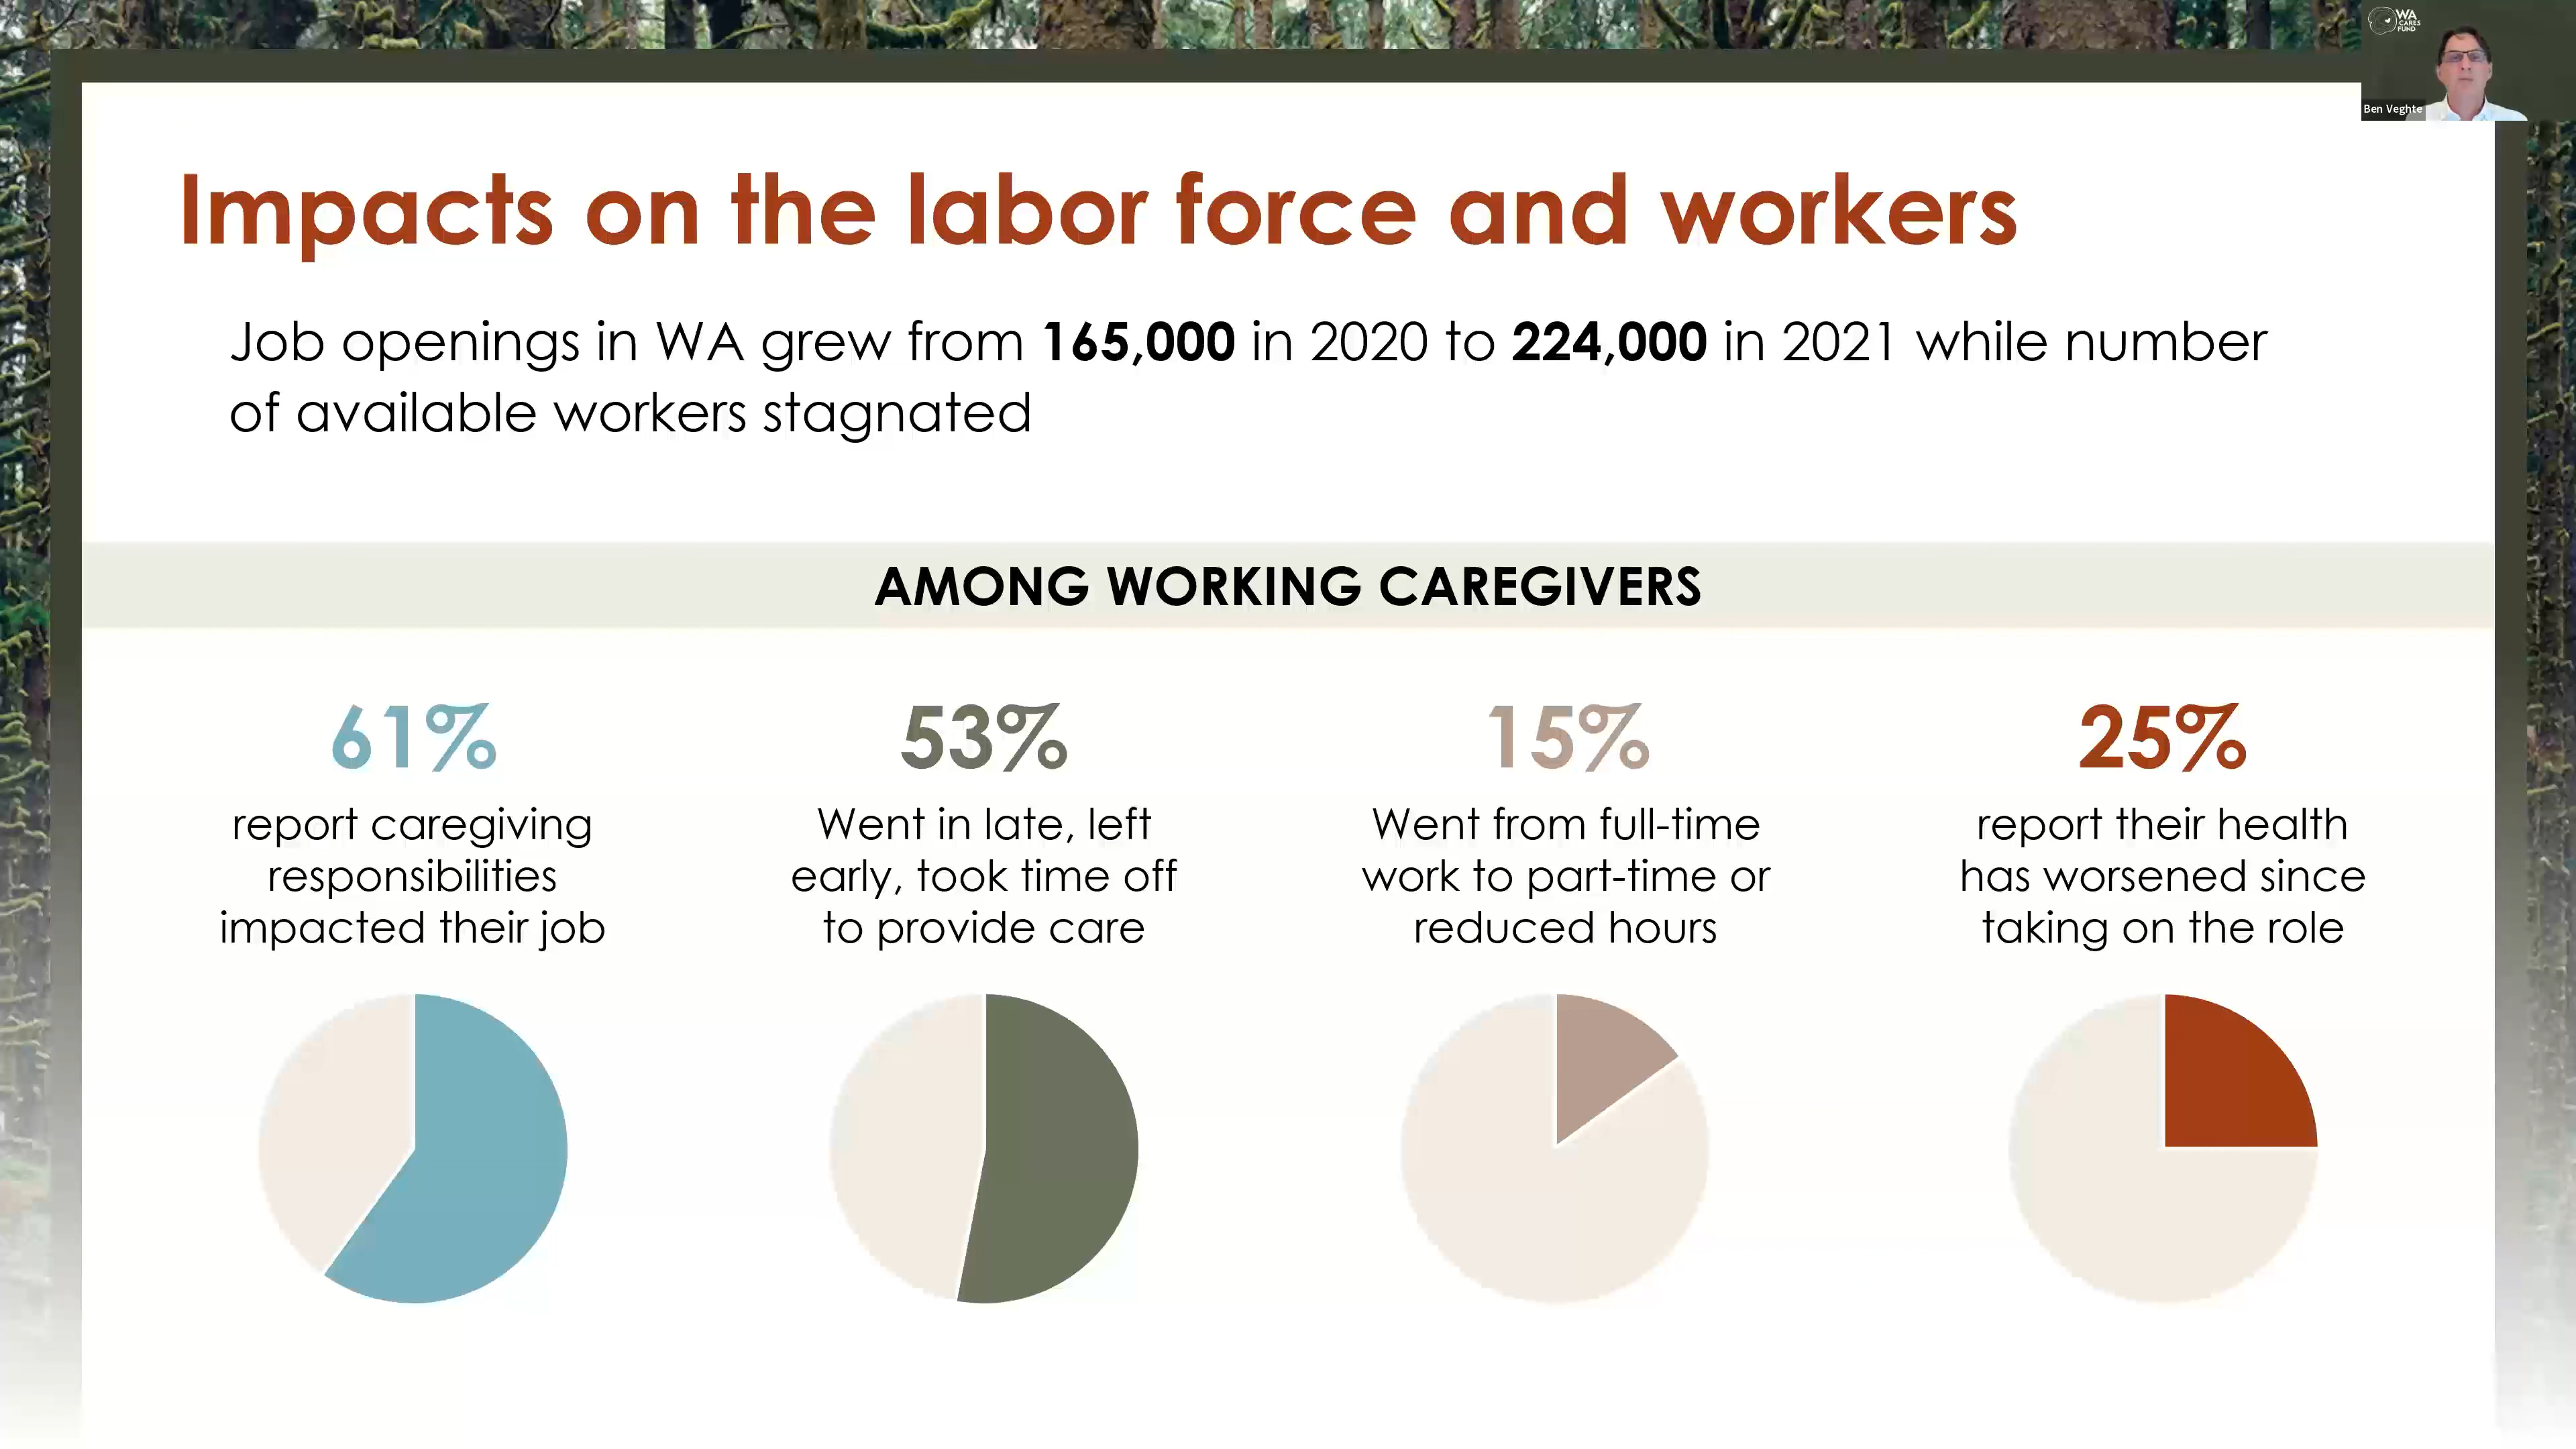 WA
CARES
FUND
Ben Veghte
Impacts on the labor force and workers
Job openings in WA grew from 165,000 in 2020 to 224,000 in 2021 while number
of available workers stagnated
AMONG WORKING CAREGIVERS
61%
report caregiving
responsibilities
impacted their job
53%
Went in late, left
early, took time off
to provide care
15%
Went from full-time
work to part-time or
reduced hours
25%
report their health
has worsened since
taking on the role